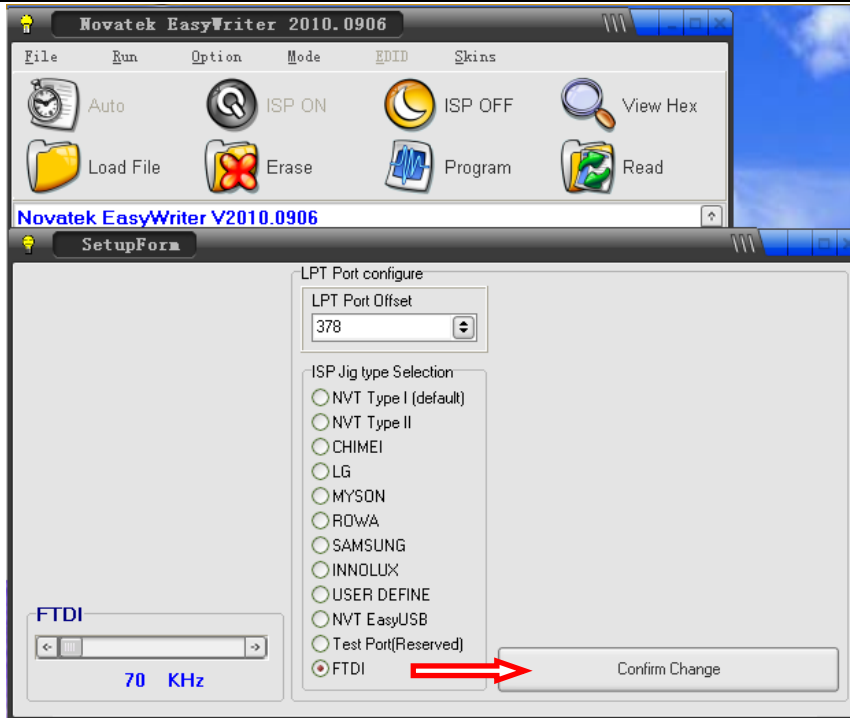 Novatek EasyWriter 2010.0906
File Run Option Mode EDID Skins
Auto ISP ON ISP OFF View Hex
Load File Erase Program Read
Novatek EasyWriter V2010.0906
SetupForm
LPT Port configure
LPT Port Offset
378
ISP Jig type Selection
NVT Type I (default)
NVT Type II
CHIMEI
LG
MYSON
ROWA
SAMSUNG
INNOLUX
USER DEFINE
NVT EasyUSB
Test Port(Reserved)
FTDI
Confirm Change
FTDI
70 KHz